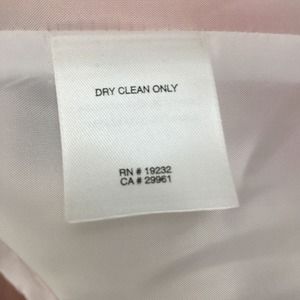 DRY CLEAN ONLY
RN # 19232
CA # 29961